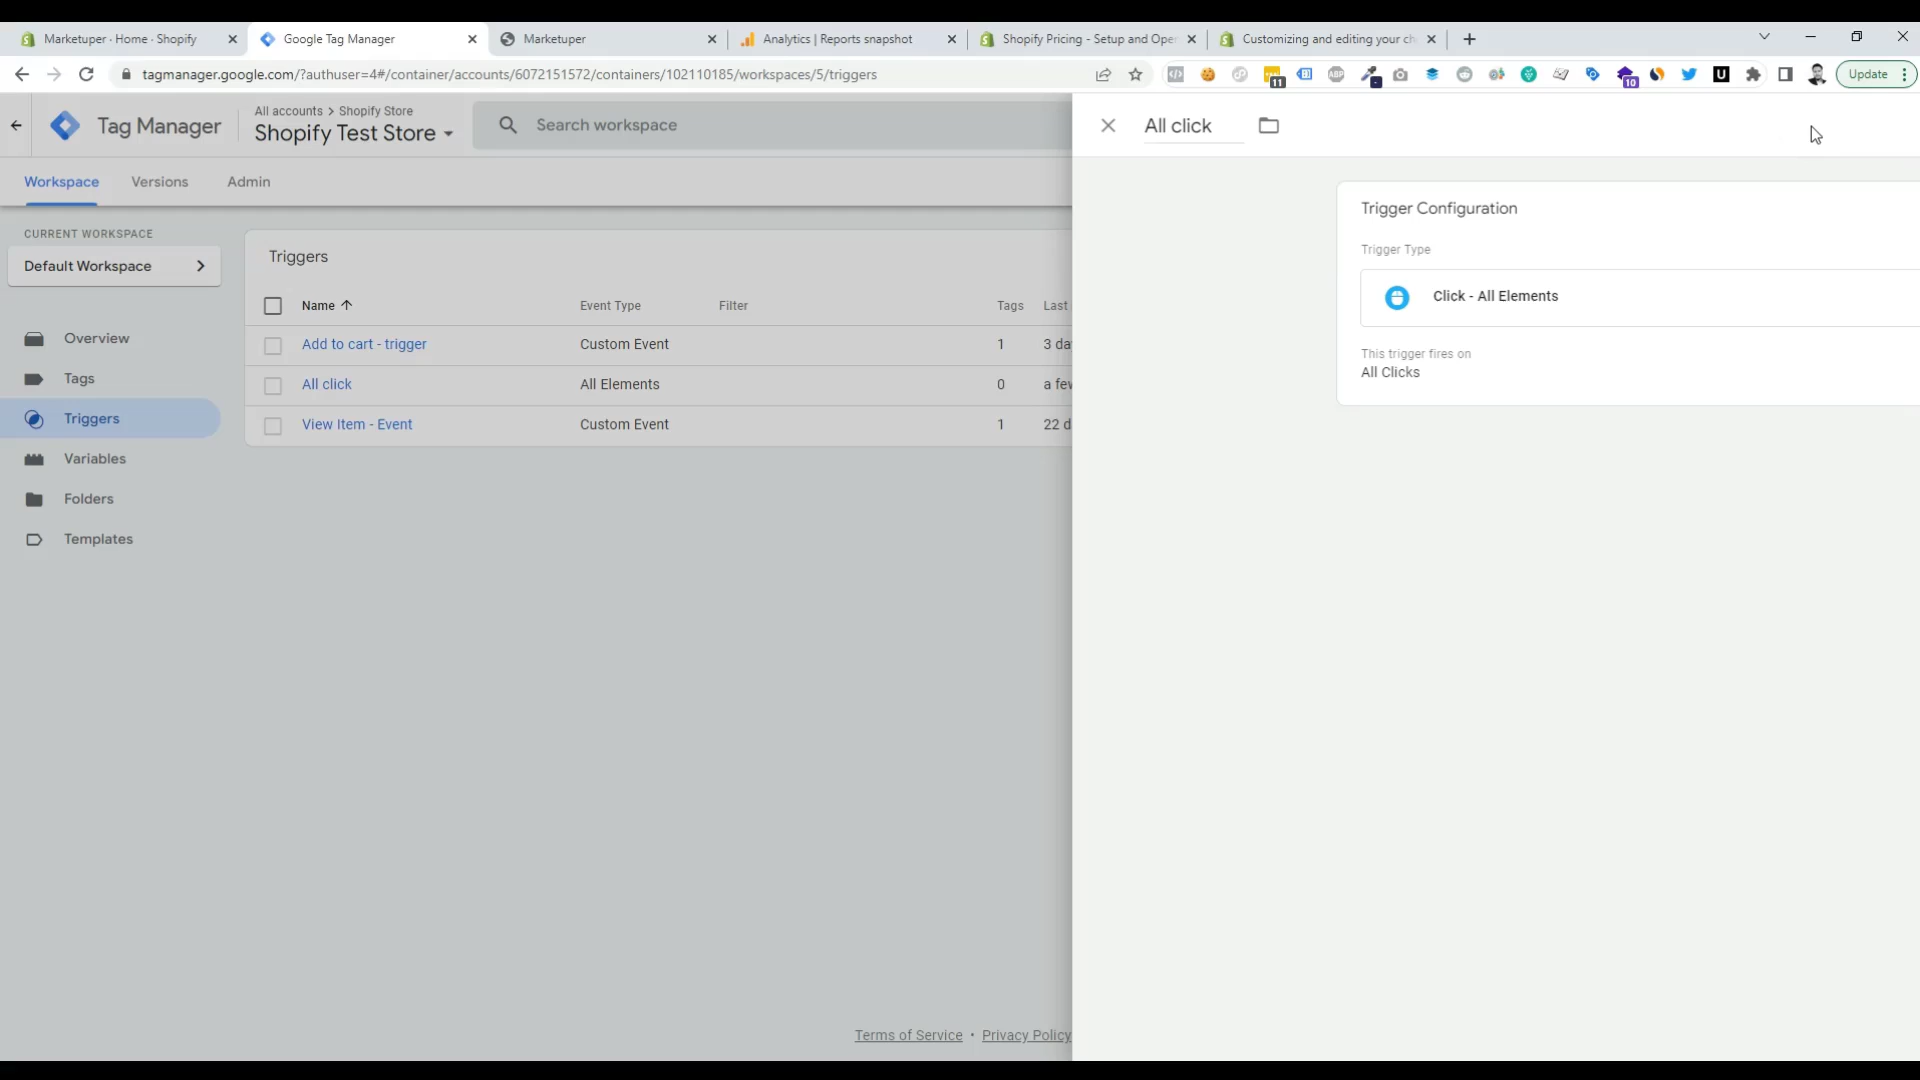 Marketuper - Home - Shopify
Google Tag Manager
Marketuper
Analytics | Reports snapshot
Shopify Pricing - Setup and Oper
Customizing and editing your ch
tagmanager.google.com/?authuser=4#/container/accounts/6072151572/containers/102110185/workspaces/5/triggers
ABP
11
10
U
Update
Tag Manager
All accounts > Shopify Store
Shopify Test Store
Search workspace
All click
Workspace
Versions
Admin
CURRENT WORKSPACE
Default Workspace
Overview
Tags
Triggers
Variables
Folders
Templates
Triggers
Name
Event Type
Filter
Tags
Last
Add to cart - trigger
Custom Event
1
3 da
All click
All Elements
0
a few
View Item - Event
Custom Event
1
22 d
Trigger Configuration
Trigger Type
Click - All Elements
This trigger fires on
All Clicks
Terms of Service • Privacy Policy